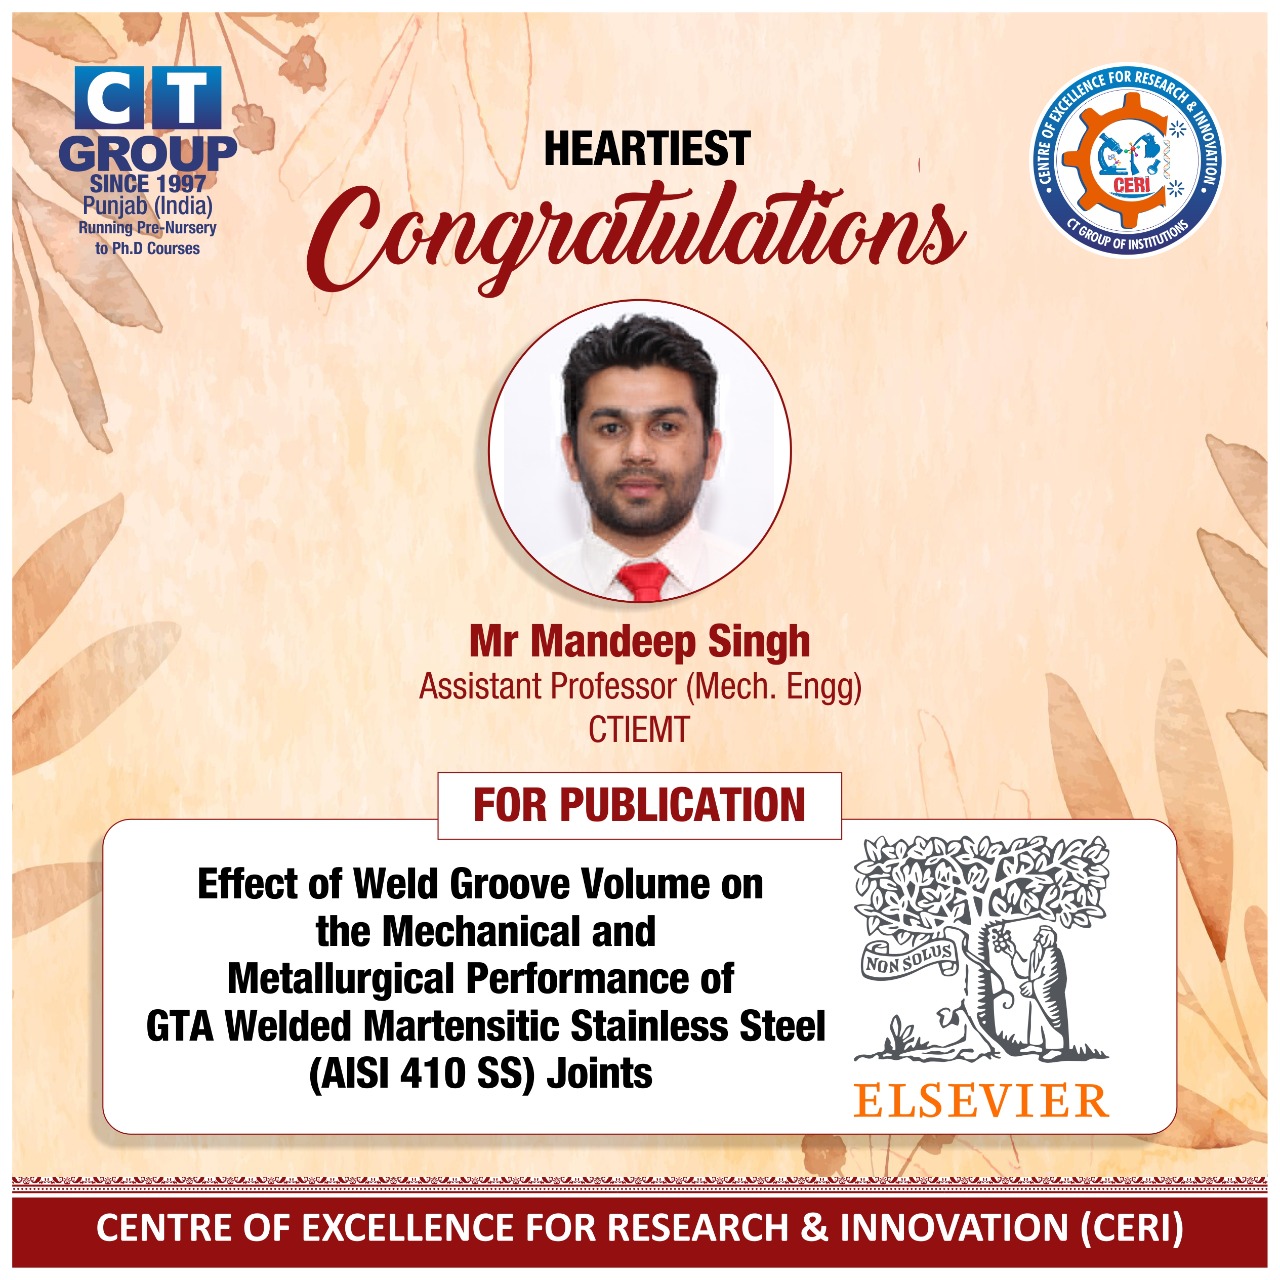 CT
GROUP
SINCE 1997
Punjab (India)
Running Pre-Nursery
to Ph.D Courses
CENTRE OF EXCELLENCE FOR RESEARCH & INNOVATION
CERI
CT GROUP OF INSTITUTIONS
HEARTIEST
Congratulations
Mr Mandeep Singh
Assistant Professor (Mech. Engg)
CTIEMT
FOR PUBLICATION
Effect of Weld Groove Volume on
the Mechanical and
Metallurgical Performance of
GTA Welded Martensitic Stainless Steel
(AISI 410 SS) Joints
NON SOLUS
ELSEVIER
CENTRE OF EXCELLENCE FOR RESEARCH & INNOVATION (CERI)